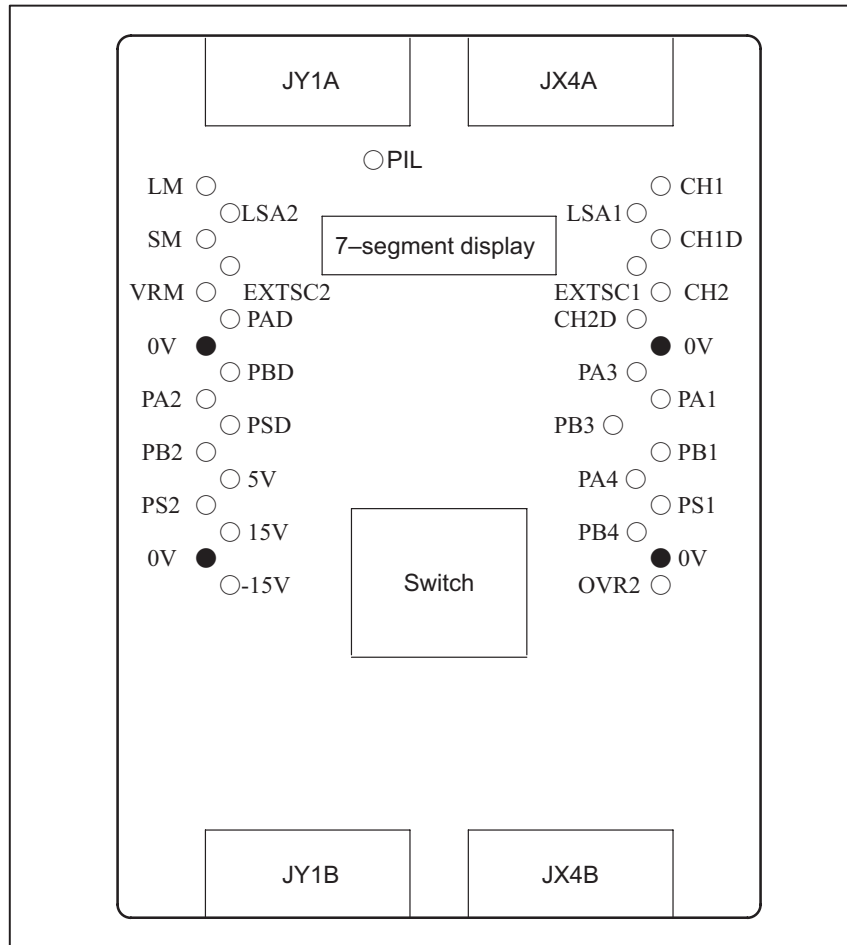 JY1A JX4A
PIL
LM CH1
LSA2 LSA1
SM CH1D
7–segment display
VRM EXTSC2 EXTSC1 CH2
PAD CH2D
0V 0V
PBD PA3
PA2 PA1
PSD PB3
PB2 PB1
5V PA4
PS2 PS1
15V PB4
0V 0V
Switch
-15V OVR2
JY1B JX4B